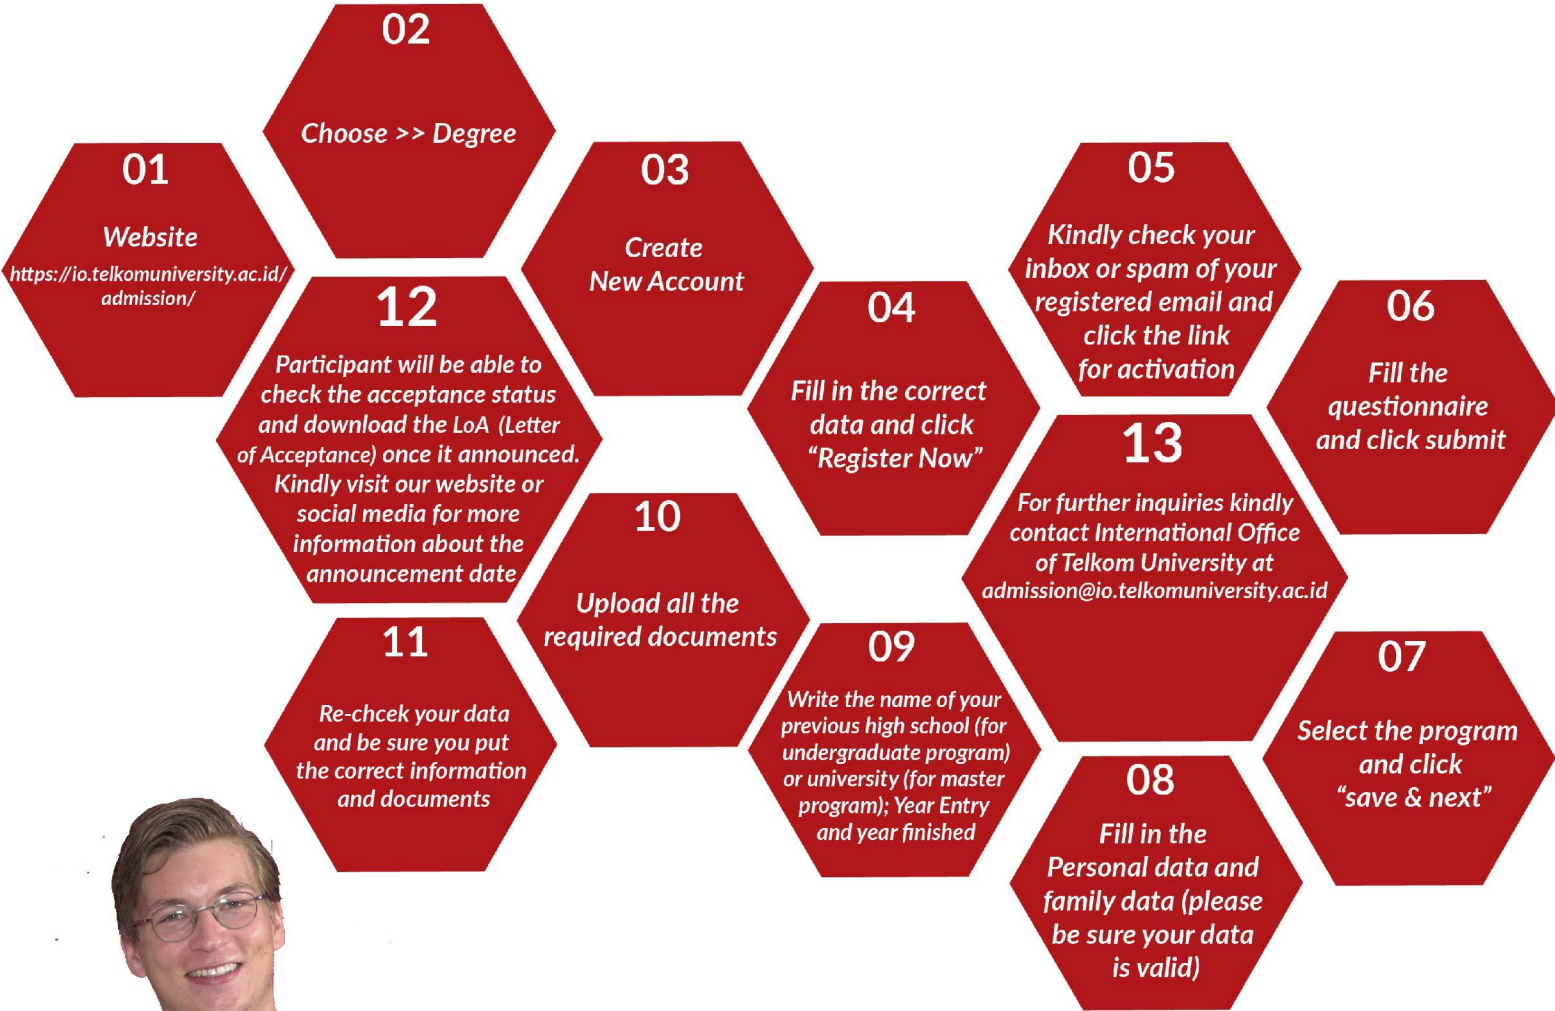 01
Website
https://io.telkomuniversity.ac.id/
admission/
02
Choose >> Degree
03
Create
New Account
04
Fill in the correct
data and click
“Register Now”
05
Kindly check your
inbox or spam of your
registered email and
click the link
for activation
06
Fill the
questionnaire
and click submit
07
Select the program
and click
“save & next”
08
Fill in the
Personal data and
family data (please
be sure your data
is valid)
09
Write the name of your
previous high school (for
undergraduate program)
or university (for master
program); Year Entry
and year finished
10
Upload all the
required documents
11
Re-chcek your data
and be sure you put
the correct information
and documents
12
Participant will be able to
check the acceptance status
and download the LoA (Letter
of Acceptance) once it announced.
Kindly visit our website or
social media for more
information about the
announcement date
13
For further inquiries kindly
contact International Office
of Telkom University at
admission@io.telkomuniversity.ac.id